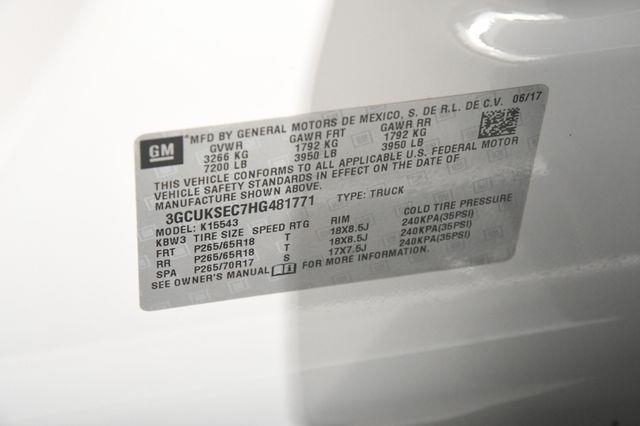 GM
*MFD BY GENERAL MOTORS DE MEXICO, S. DE R.L. DE C.V. 06/17
GVWR GAWR FRT GAWR RR
3266 KG 1792 KG 1792 KG
7200 LB 3950 LB 3950 LB
THIS VEHICLE CONFORMS TO ALL APPLICABLE U.S. FEDERAL MOTOR
VEHICLE SAFETY STANDARDS IN EFFECT ON THE DATE OF
MANUFACTURE SHOWN ABOVE.
3GCUKSEC7HG481771 TYPE: TRUCK
MODEL: K15543
KBW3 TIRE SIZE SPEED RTG RIM COLD TIRE PRESSURE
FRT P265/65R18 T 18X8.5J 240KPA(35PSI)
RR P265/65R18 T 18X8.5J 240KPA(35PSI)
SPA P265/70R17 S 17X7.5J 240KPA(35PSI)
SEE OWNER'S MANUAL FOR MORE INFORMATION.